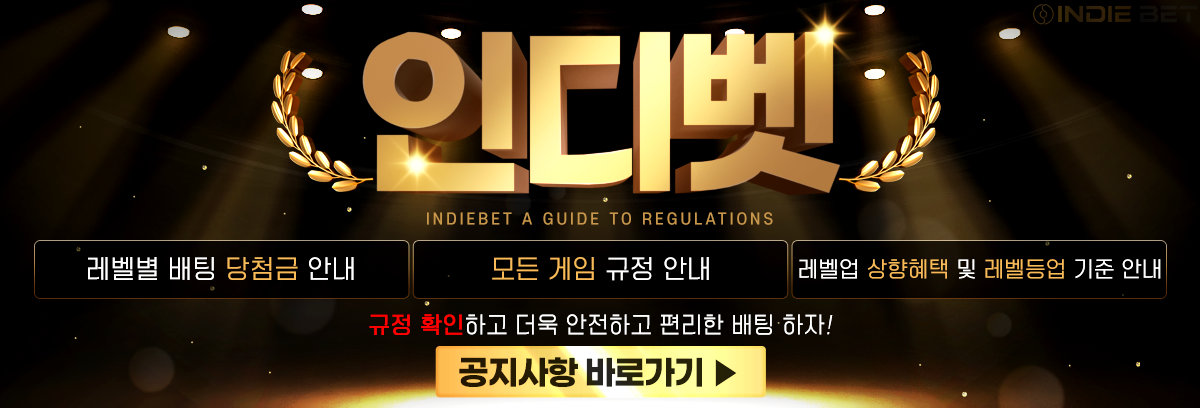 INDIE BET
인디벳
INDIEBET A GUIDE TO REGULATIONS
레벨별 배팅 당첨금 안내
모든 게임 규정 안내
레벨업 상향혜택 및 레벨등업 기준 안내
규정 확인하고 더욱 안전하고 편리한 배팅 하자!
공지사항 바로가기 ▶